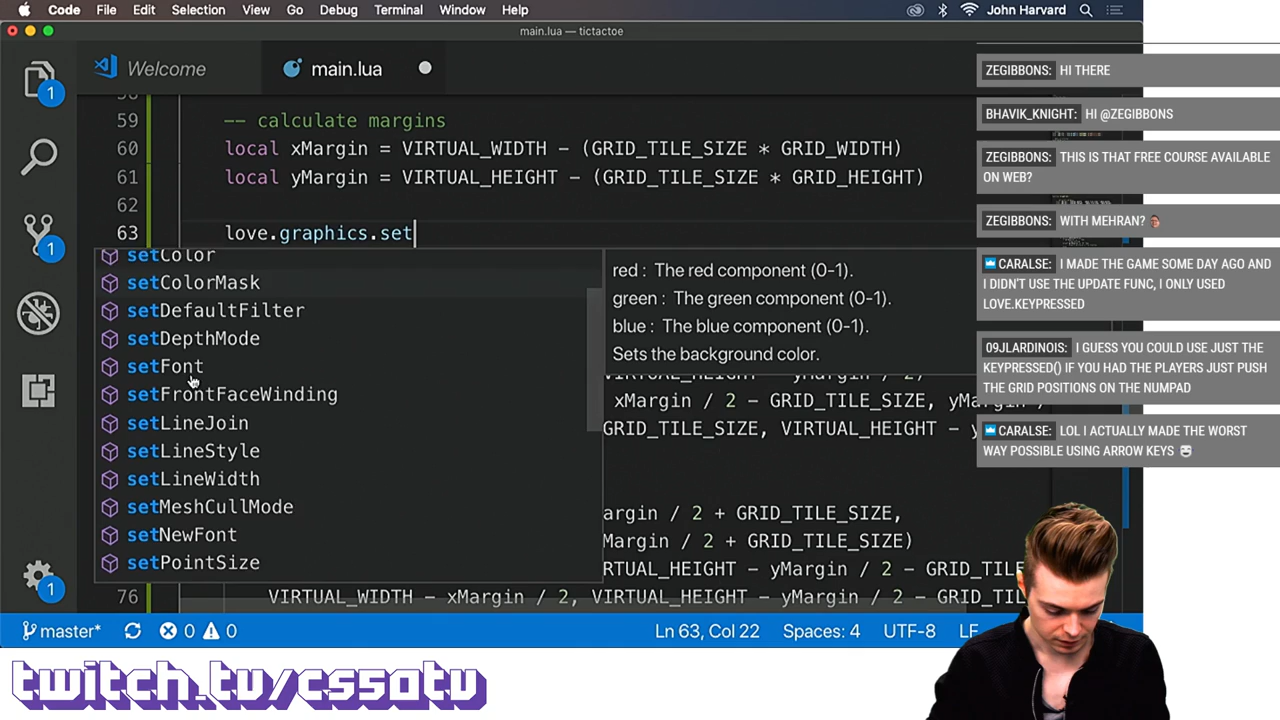 Code File Edit Selection View Go Debug Terminal Window Help John Harvard
main.lua — tictactoe
Welcome main.lua
59 -- calculate margins
60 local xMargin = VIRTUAL_WIDTH - (GRID_TILE_SIZE * GRID_WIDTH)
61 local yMargin = VIRTUAL_HEIGHT - (GRID_TILE_SIZE * GRID_HEIGHT)
62
63 love.graphics.set
setColor
setColorMask
setDefaultFilter
setDepthMode
setFont
setFrontFaceWinding
setLineJoin
setLineStyle
setLineWidth
setMeshCullMode
setNewFont
setPointSize
red : The red component (0-1).
green : The green component (0-1).
blue : The blue component (0-1).
Sets the background color.
xMargin / 2 - GRID_TILE_SIZE,
GRID_TILE_SIZE, VIRTUAL_HEIGHT -
argin / 2 + GRID_TILE_SIZE,
Margin / 2 + GRID_TILE_SIZE)
RTUAL_HEIGHT - yMargin / 2 - GRID_TIL
76 VIRTUAL_WIDTH - xMargin / 2, VIRTUAL_HEIGHT - yMargin / 2 - GRID_TIL
1
1
1
master* 0 0 Ln 63, Col 22 Spaces: 4 UTF-8 LF
ZEGIBBONS: HI THERE
BHAVIK_KNIGHT: HI @ZEGIBBONS
ZEGIBBONS: THIS IS THAT FREE COURSE AVAILABLE
ON WEB?
ZEGIBBONS: WITH MEHRAN?
CARALSE: I MADE THE GAME SOME DAY AGO AND
I DIDN'T USE THE UPDATE FUNC, I ONLY USED
LOVE.KEYPRESSED
09JLARDINOIS: I GUESS YOU COULD USE JUST THE
KEYPRESSED() IF YOU HAD THE PLAYERS JUST PUSH
THE GRID POSITIONS ON THE NUMPAD
CARALSE: LOL I ACTUALLY MADE THE WORST
WAY POSSIBLE USING ARROW KEYS
twitch.tv/cs50tv